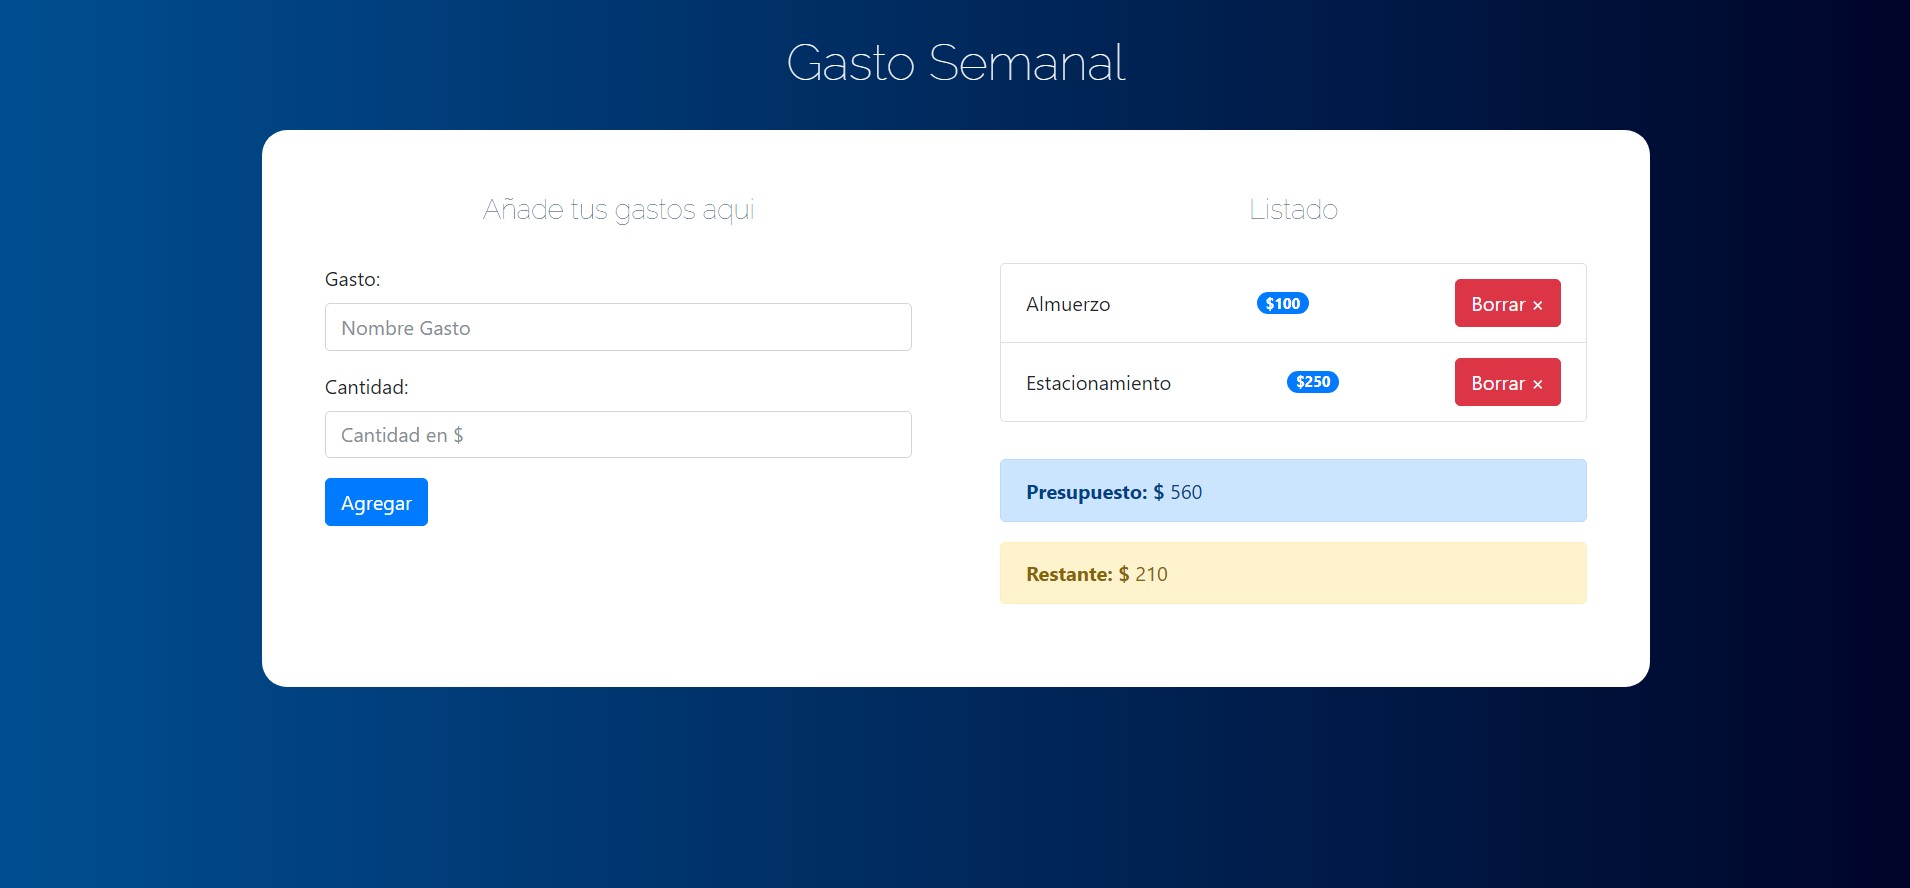 Gasto Semanal
Añade tus gastos aqui
Gasto:
Nombre Gasto
Cantidad:
Cantidad en $
Agregar
Listado
Almuerzo $100 Borrar ×
Estacionamiento $250 Borrar ×
Presupuesto: $ 560
Restante: $ 210